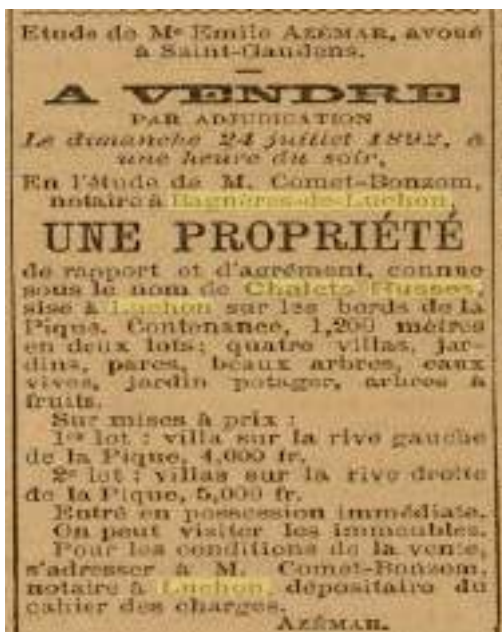 Etude de Me Emile AZÉMAR, avoué
à Saint-Gaudens.
A VENDRE
PAR ADJUDICATION
Le dimanche 24 juillet 1892, à
une heure du soir,
En l'étude de M. Comet-Bonzom,
notaire à Bagnères-de-Luchon,
UNE PROPRIÉTÉ
de rapport et d'agrément, connue
sous le nom de Chalets Russes,
sise à Luchon sur les bords de la
Pique. Contenance, 1,200 mètres
en deux lots; quatre villas, jar-
dins, parcs, beaux arbres, eaux
vives, jardin potager, arbres à
fruits.
Sur mises à prix :
1er lot : villa sur la rive gauche
de la Pique, 4,000 fr.
2e lot : villas sur la rive droite
de la Pique, 5,000 fr.
Entré en possession immédiate.
On peut visiter les immeubles.
Pour les conditions de la vente,
s'adresser à M. Comet-Bonzom,
notaire à Luchon, dépositaire du
cahier des charges.
AZÉMAR.